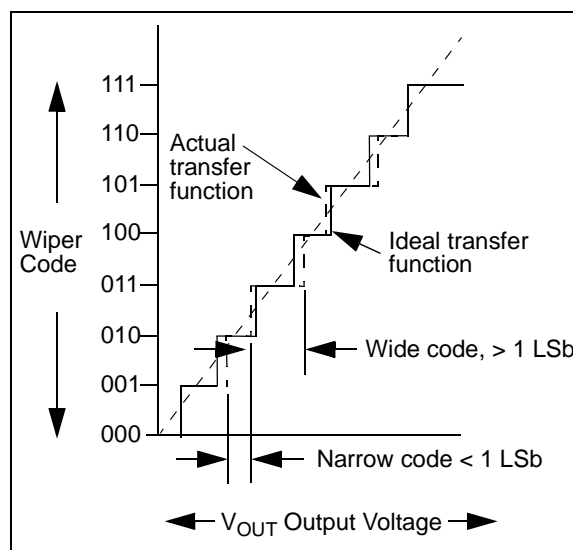 111
110
Actual
transfer
function
101
Wiper
Code
100
Ideal transfer
function
011
010
Wide code, > 1 LSb
001
000
Narrow code < 1 LSb
VOUT Output Voltage